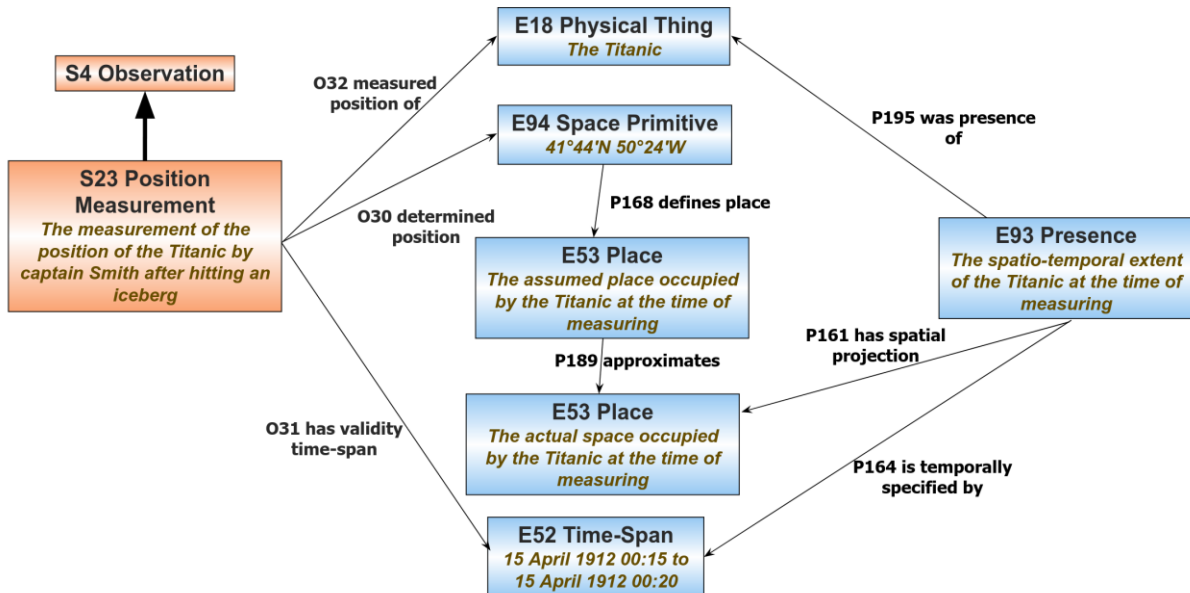 E18 Physical Thing
The Titanic
S4 Observation
O32 measured
position of
E94 Space Primitive
41°44'N 50°24'W
P195 was presence
of
S23 Position
Measurement
The measurement of the
position of the Titanic by
captain Smith after hitting an
iceberg
P168 defines place
O30 determined
position
E53 Place
The assumed place occupied
by the Titanic at the time of
measuring
E93 Presence
The spatio-temporal extent
of the Titanic at the time of
measuring
P189 approximates
P161 has spatial
projection
E53 Place
The actual space occupied
by the Titanic at the time of
measuring
O31 has validity
time-span
P164 is temporally
specified by
E52 Time-Span
15 April 1912 00:15 to
15 April 1912 00:20